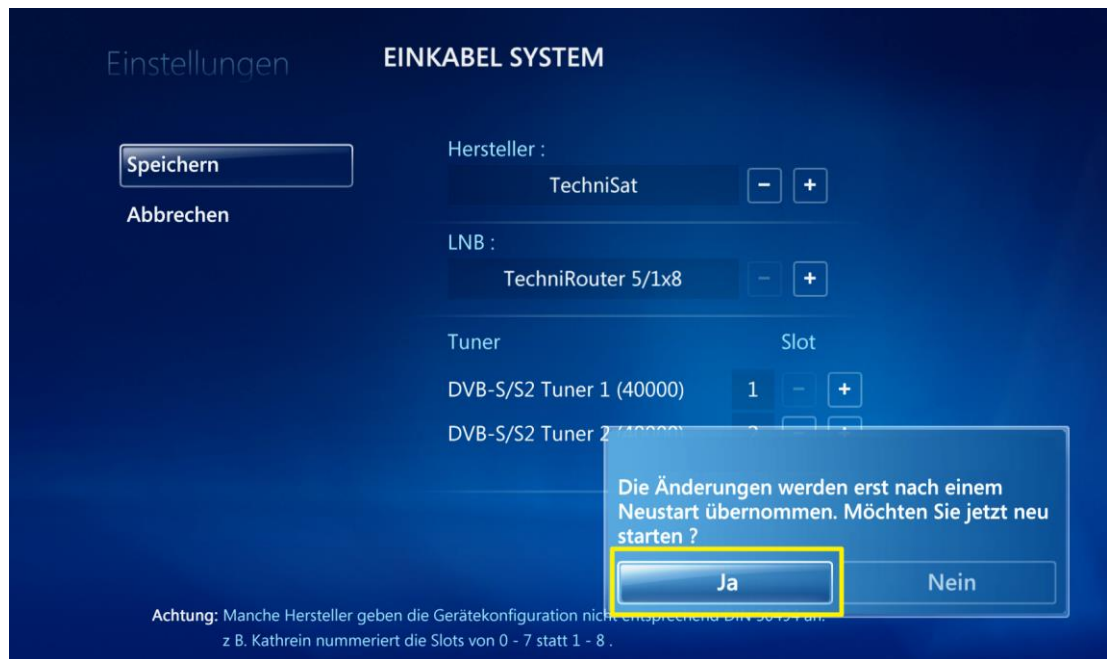 Einstellungen
EINKABEL SYSTEM
Speichern
Abbrechen
Hersteller :
TechniSat - +
LNB :
TechniRouter 5/1x8 - +
Tuner Slot
DVB-S/S2 Tuner 1 (40000) 1 - +
DVB-S/S2 Tuner 2
Die Änderungen werden erst nach einem
Neustart übernommen. Möchten Sie jetzt neu
starten ?
Ja Nein
Achtung: Manche Hersteller geben die Gerätekonfiguration
z B. Kathrein nummeriert die Slots von 0 - 7 statt 1 - 8 .